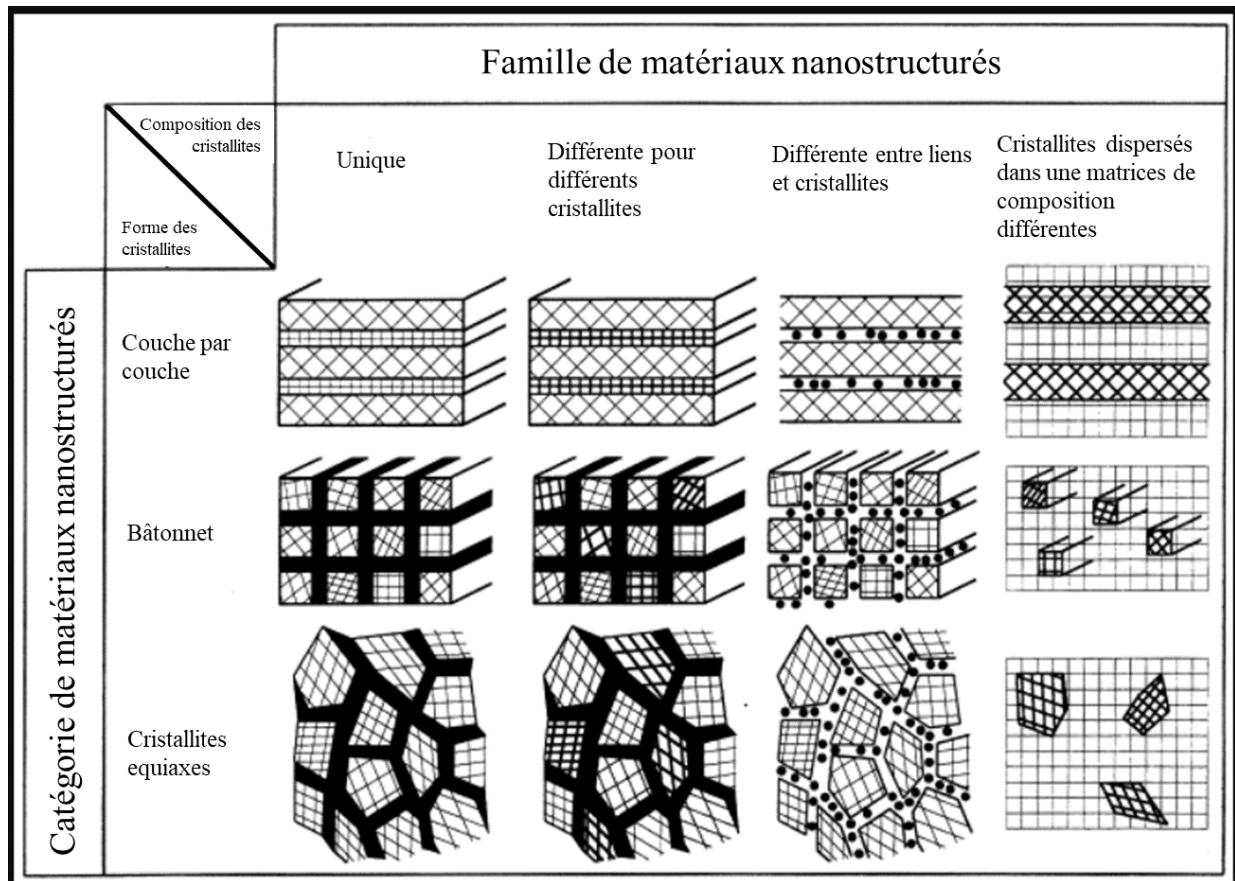 Famille de matériaux nanostructurés
Composition des
cristallites
Forme des
cristallites
Unique
Différente pour
différents
cristallites
Différente entre liens
et cristallites
Cristallites dispersés
dans une matrices de
composition
différentes
Catégorie de matériaux nanostructurés
Couche par
couche
Bâtonnet
Cristallites
equiaxes